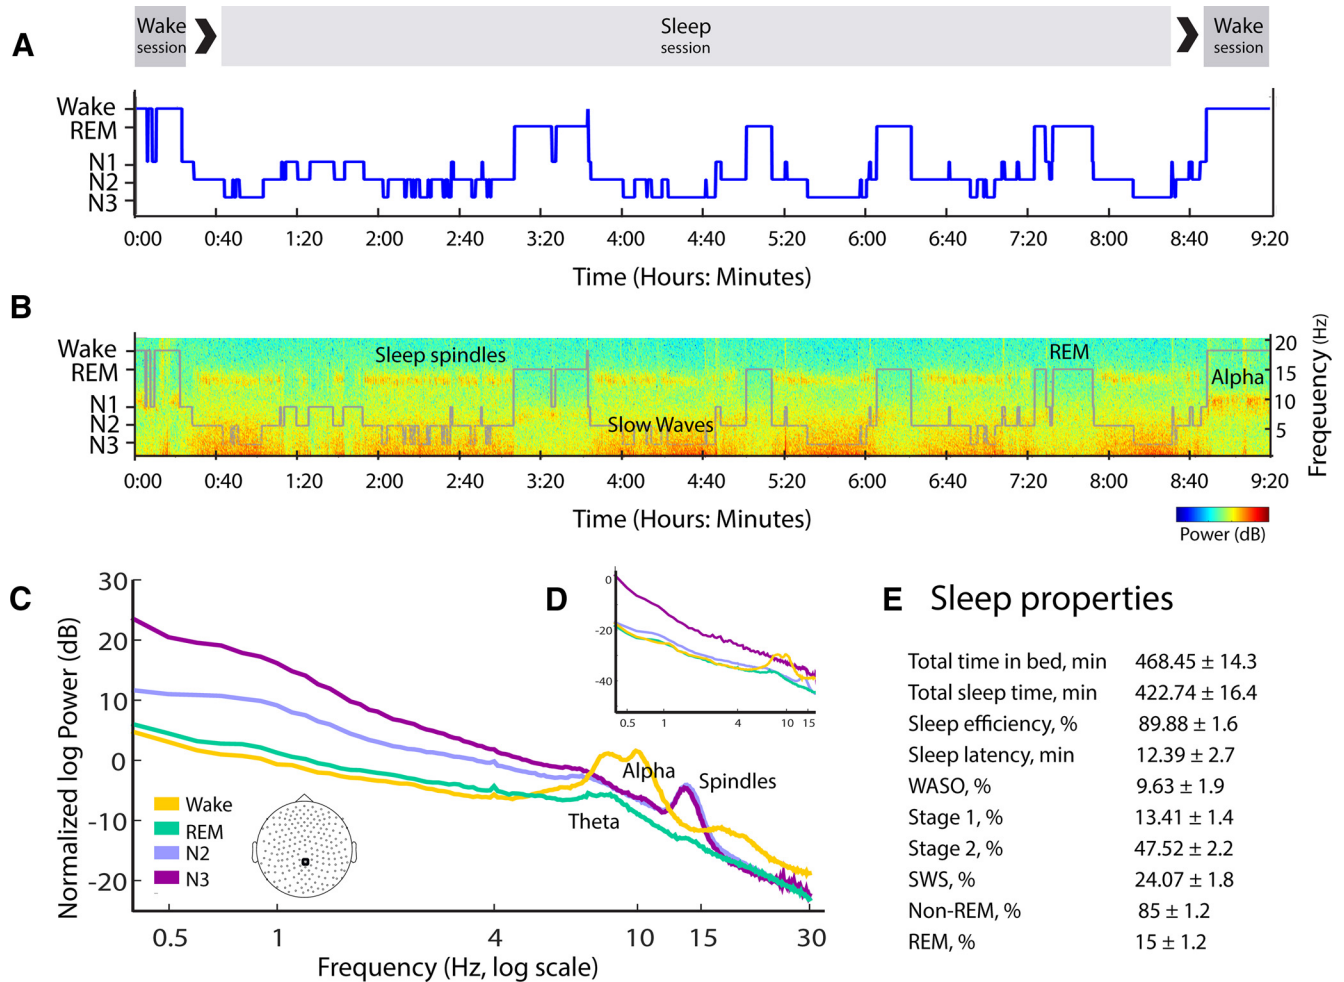 A
Wake
session
Sleep
session
Wake
session
Wake
REM
N1
N2
N3
0:00 0:40 1:20 2:00 2:40 3:20 4:00 4:40 5:20 6:00 6:40 7:20 8:00 8:40 9:20
Time (Hours: Minutes)
B
Wake
REM
N1
N2
N3
Sleep spindles
Slow Waves
REM
Alpha
20
15
10
5
Frequency (Hz)
0:00 0:40 1:20 2:00 2:40 3:20 4:00 4:40 5:20 6:00 6:40 7:20 8:00 8:40 9:20
Time (Hours: Minutes)
Power (dB)
C
Normalized log Power (dB)
30
20
10
0
-10
-20
Alpha
Spindles
Theta
Wake
REM
N2
N3
0.5 1 4 10 15 30
Frequency (Hz, log scale)
D
0
-20
-40
0.5 1 4 10 15
E Sleep properties
Total time in bed, min 468.45 ± 14.3
Total sleep time, min 422.74 ± 16.4
Sleep efficiency, % 89.88 ± 1.6
Sleep latency, min 12.39 ± 2.7
WASO, % 9.63 ± 1.9
Stage 1, % 13.41 ± 1.4
Stage 2, % 47.52 ± 2.2
SWS, % 24.07 ± 1.8
Non-REM, % 85 ± 1.2
REM, % 15 ± 1.2